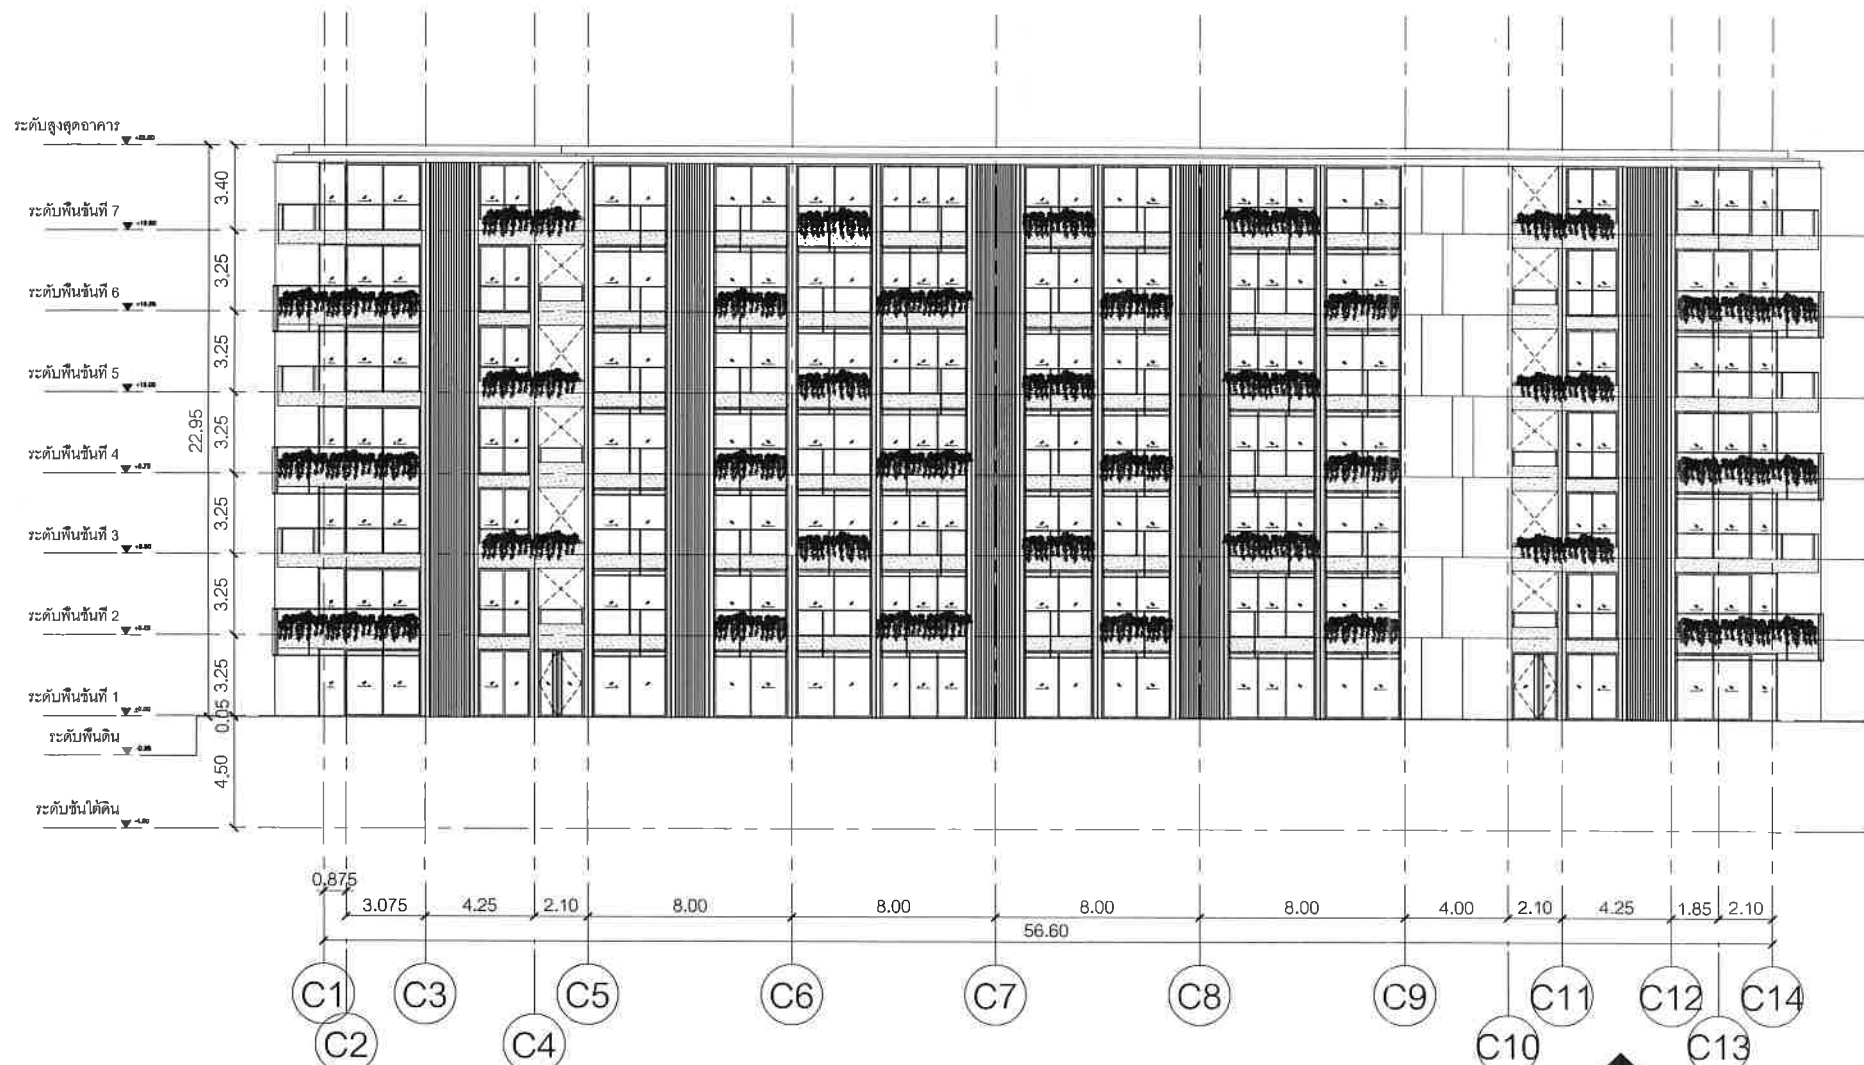 ระดับสูงสุดอาคาร
ระดับพื้นชั้นที่ 7
ระดับพื้นชั้นที่ 6
ระดับพื้นชั้นที่ 5
ระดับพื้นชั้นที่ 4
ระดับพื้นชั้นที่ 3
ระดับพื้นชั้นที่ 2
ระดับพื้นชั้นที่ 1
ระดับพื้นดิน
ระดับชั้นใต้ดิน
22.95
3.40
3.25
3.25
3.25
3.25
3.25
3.25
0.05
4.50
0.875
3.075 4.25 2.10 8.00 8.00 8.00 8.00 4.00 2.10 4.25 1.85 2.10
56.60
C1 C3 C5 C6 C7 C8 C9 C11 C12 C14
C2 C4 C10 C13